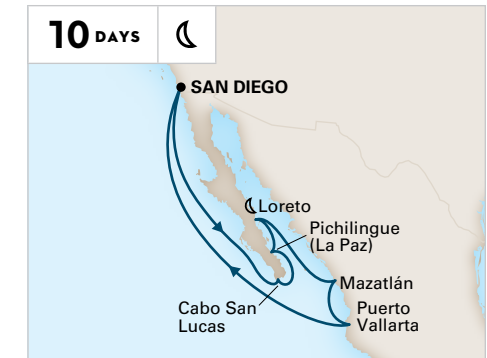 10 DAYS
SAN DIEGO
Loreto
Pichilingue
(La Paz)
Mazatlán
Cabo San
Lucas
Puerto
Vallarta